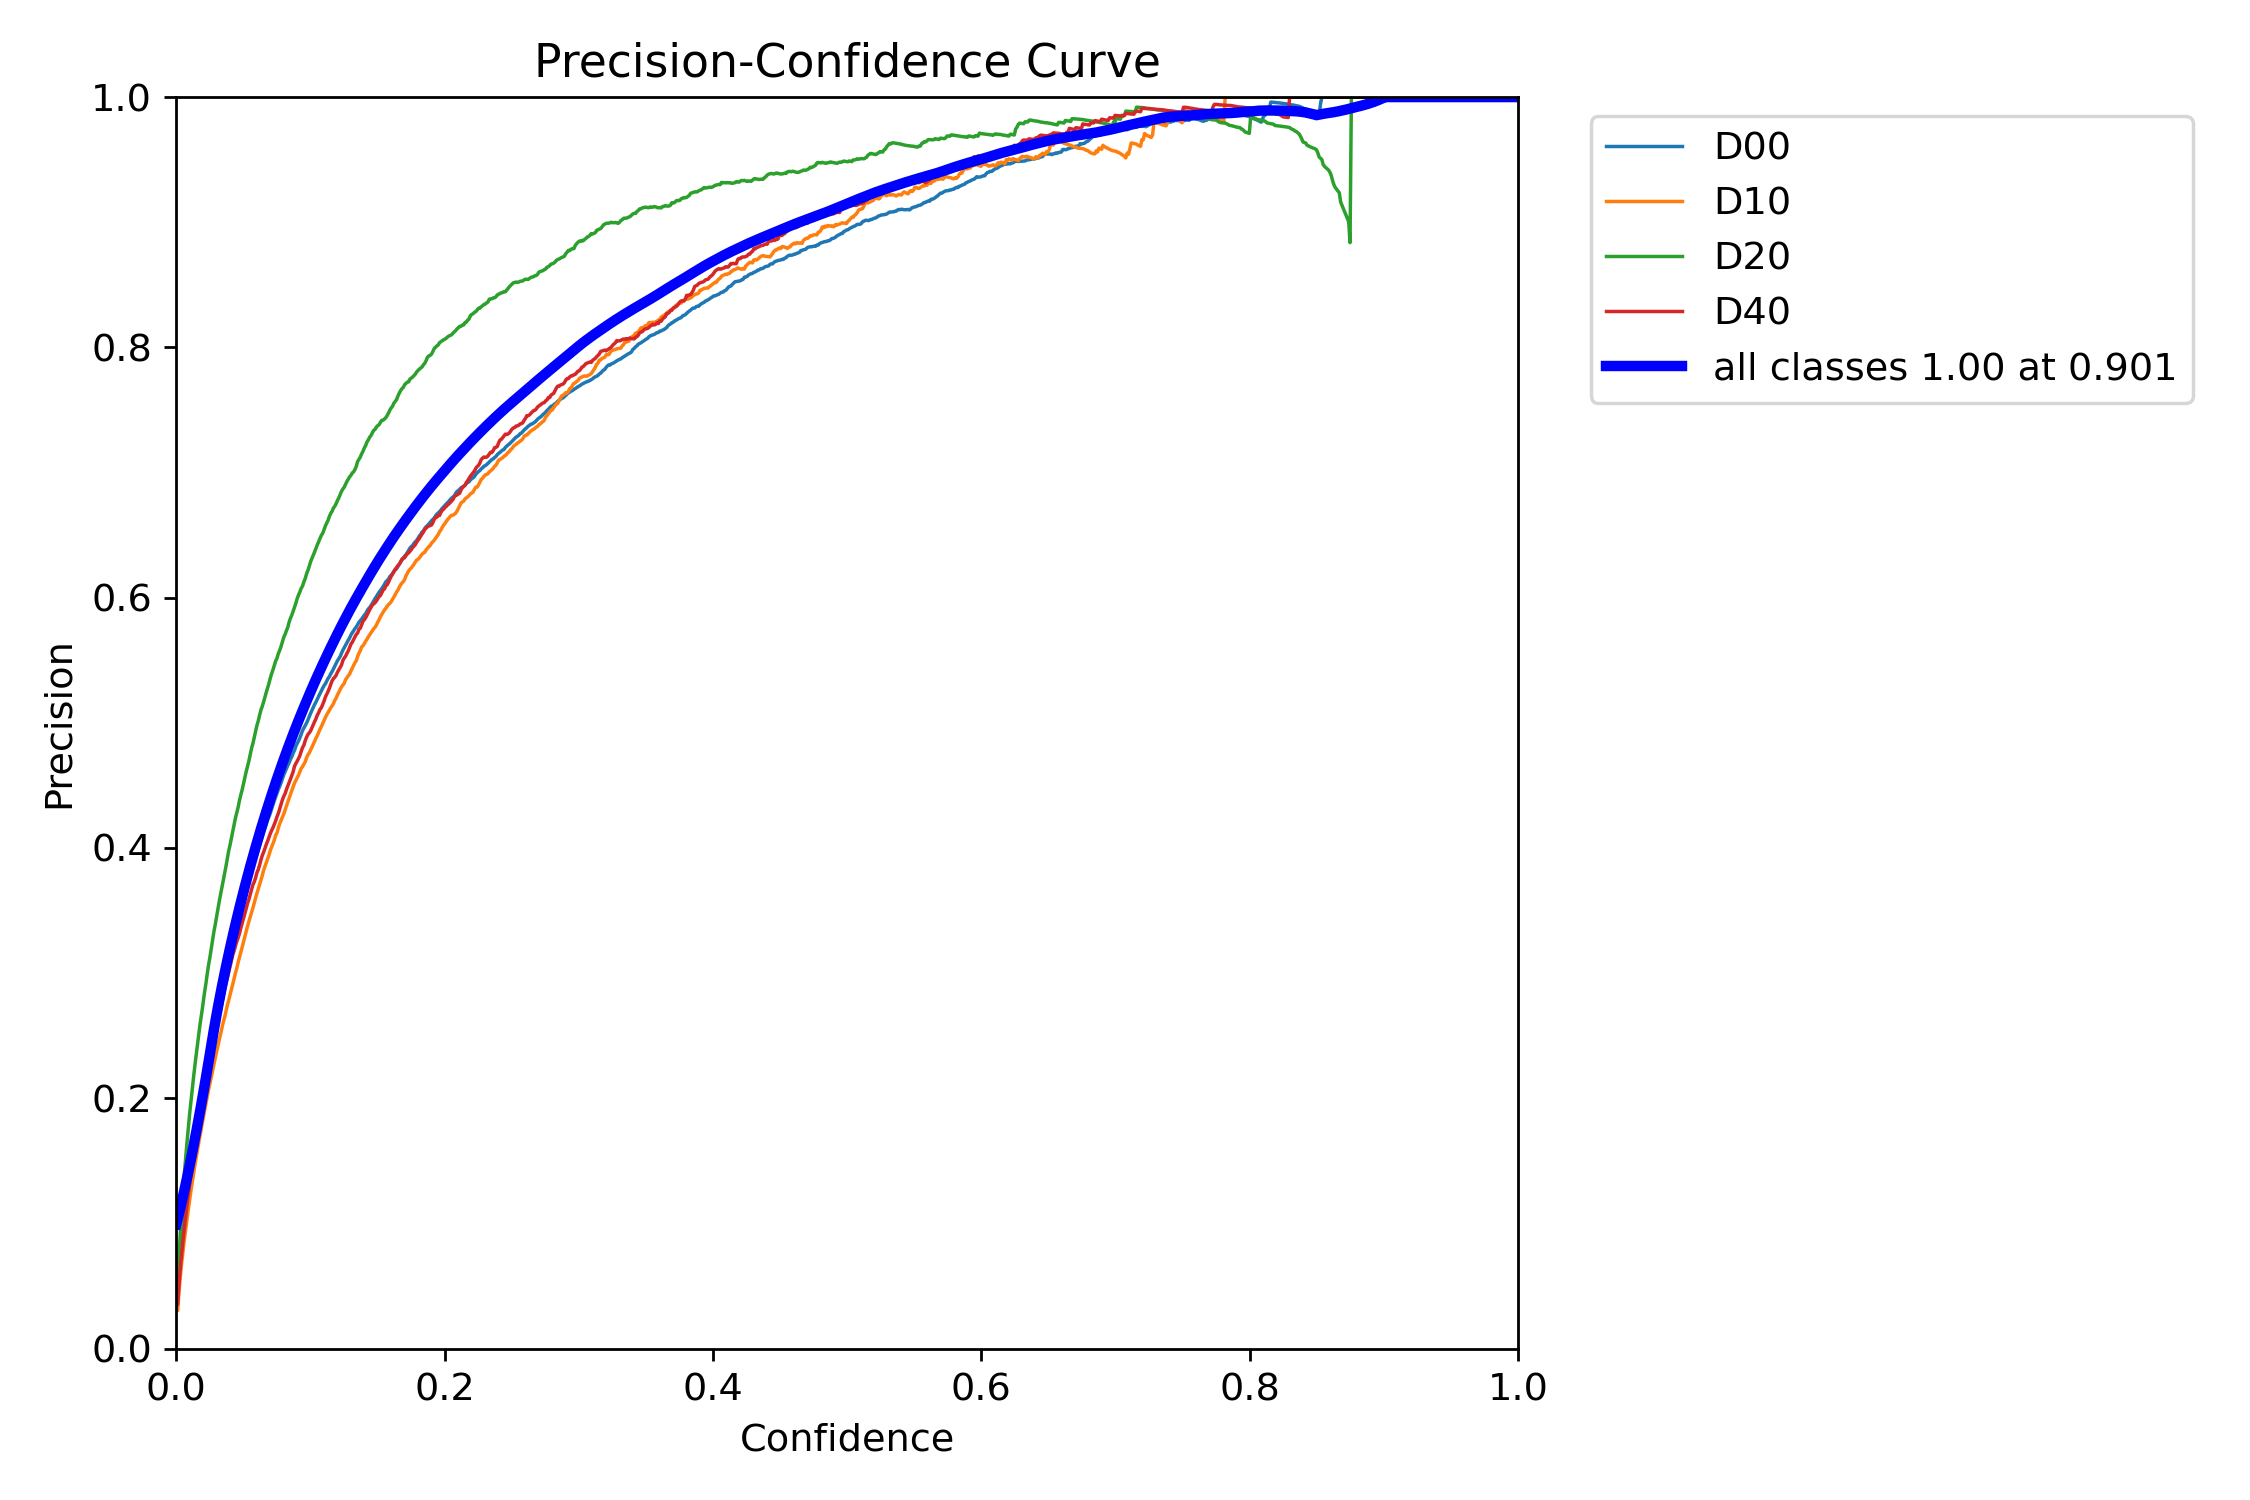 Precision-Confidence Curve
1.0
0.8
0.6
0.4
0.2
0.0
Precision
0.0 0.2 0.4 0.6 0.8 1.0
Confidence
D00
D10
D20
D40
all classes 1.00 at 0.901